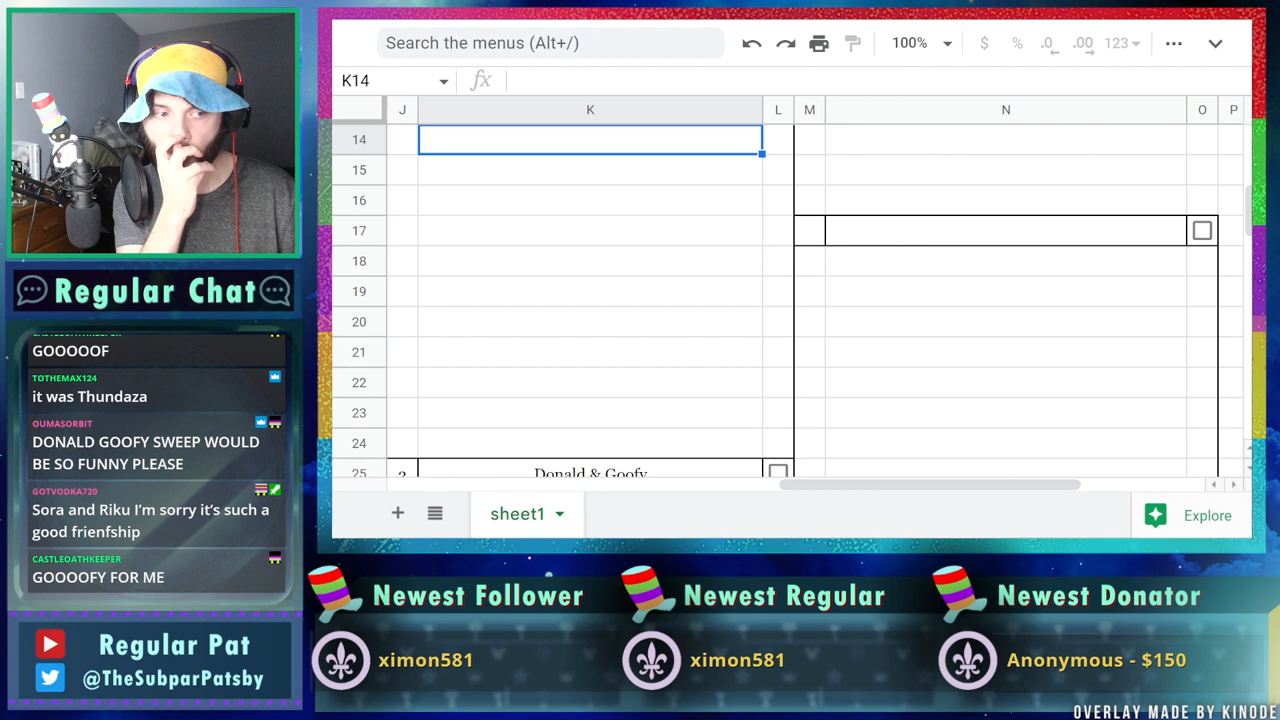 Search the menus (Alt+/)
100%
$
%
.0
.00
123
K14
fx
J
K
L
M
N
O
P
14
15
16
17
18
19
20
21
22
23
24
25
Donald & Goofy
sheet1
Explore
Regular Chat
GOOOOOF
TOTHEMAX124
it was Thundaza
OUMASORBIT
DONALD GOOFY SWEEP WOULD
BE SO FUNNY PLEASE
GOTVODKA720
Sora and Riku I'm sorry it's such a
good frienfship
CASTLEOATHKEEPER
GOOOOFY FOR ME
Regular Pat
@TheSubparPatsby
Newest Follower
ximon581
Newest Regular
ximon581
Newest Donator
Anonymous - $150
OVERLAY MADE BY KINODE